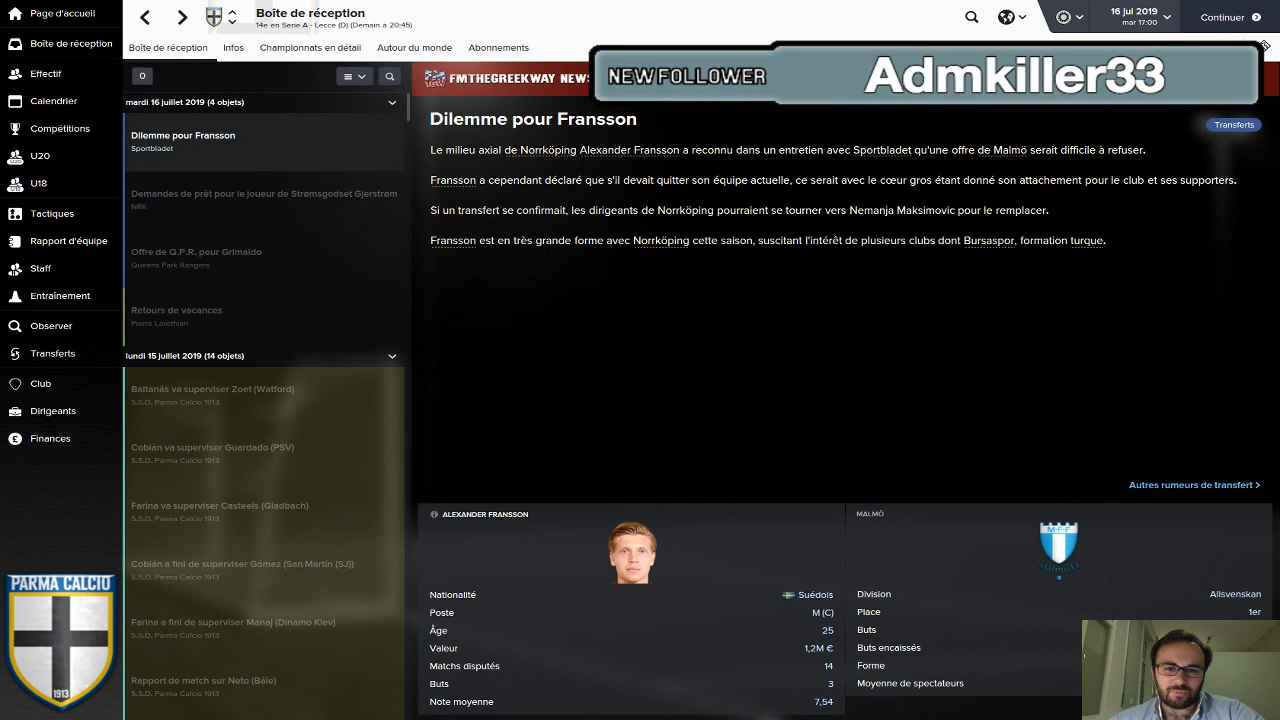 Page d'accueil
Boîte de réception
Effectif
Calendrier
Compétitions
U20
U18
Tactiques
Rapport d'équipe
Staff
Entraînement
Observer
Transferts
Club
Dirigeants
Finances
PARMA CALCIO
1913
Boîte de réception
14e en Serie A - Lecce (D) (Demain à 20:45)
16 jul 2019
mar 17:00
Continuer
Boîte de réception
Infos
Championnats en détail
Autour du monde
Abonnements
NEW FOLLOWER
Admkiller33
0
mardi 16 juillet 2019 (4 objets)
Dilemme pour Fransson
Sportbladet
Demandes de prêt pour le joueur de Strømsgodset Gjerstrøm
NRK
Offre de Q.P.R. pour Grimaldo
Queens Park Rangers
Retours de vacances
Pierre Larethian
lundi 15 juillet 2019 (14 objets)
Baltanás va superviser Zoet (Watford)
S.S.D. Parma Calcio 1913
Cobián va superviser Guardado (PSV)
S.S.D. Parma Calcio 1913
Farina va superviser Casteels (Gladbach)
S.S.D. Parma Calcio 1913
Cobián a fini de superviser Gómez (San Martín (SJ))
S.S.D. Parma Calcio 1913
Farina a fini de superviser Manaj (Dinamo Kiev)
S.S.D. Parma Calcio 1913
Rapport de match sur Neto (Bâle)
S.S.D. Parma Calcio 1913
FMTHEGREEKWAY NEWS
Dilemme pour Fransson
Transferts
Le milieu axial de Norrköping Alexander Fransson a reconnu dans un entretien avec Sportbladet qu'une offre de Malmö serait difficile à refuser.
Fransson a cependant déclaré que s'il devait quitter son équipe actuelle, ce serait avec le cœur gros étant donné son attachement pour le club et ses supporters.
Si un transfert se confirmait, les dirigeants de Norrköping pourraient se tourner vers Nemanja Maksimovic pour le remplacer.
Fransson est en très grande forme avec Norrköping cette saison, suscitant l'intérêt de plusieurs clubs dont Bursaspor, formation turque.
Autres rumeurs de transfert >
ALEXANDER FRANSSON
Nationalité Suédois
Poste M (C)
Âge 25
Valeur 1,2M €
Matchs disputés 14
Buts 3
Note moyenne 7,54
MALMÖ
M.F.F
Division Allsvenskan
Place 1er
Buts
Buts encaissés
Forme
Moyenne de spectateurs